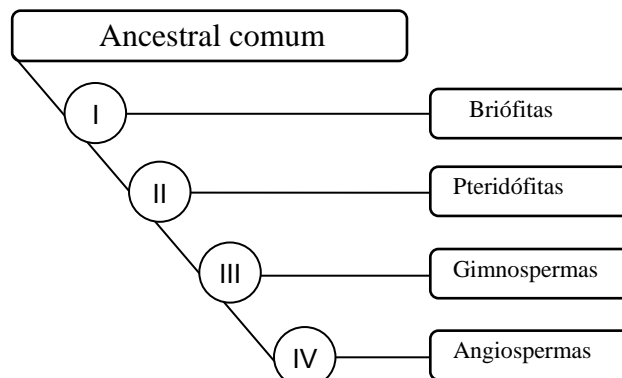 Ancestral comum
I
Briófitas
II
Pteridófitas
III
Gimnospermas
IV
Angiospermas